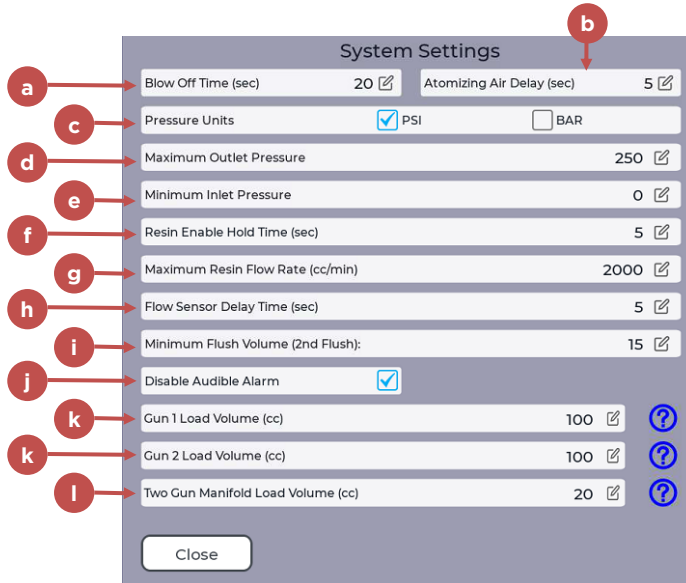 b
System Settings
a Blow Off Time (sec) 20 Atomizing Air Delay (sec) 5
c Pressure Units PSI BAR
d Maximum Outlet Pressure 250
e Minimum Inlet Pressure 0
f Resin Enable Hold Time (sec) 5
g Maximum Resin Flow Rate (cc/min) 2000
h Flow Sensor Delay Time (sec) 5
i Minimum Flush Volume (2nd Flush): 15
j Disable Audible Alarm
k Gun 1 Load Volume (cc) 100 ?
k Gun 2 Load Volume (cc) 100 ?
l Two Gun Manifold Load Volume (cc) 20 ?
Close